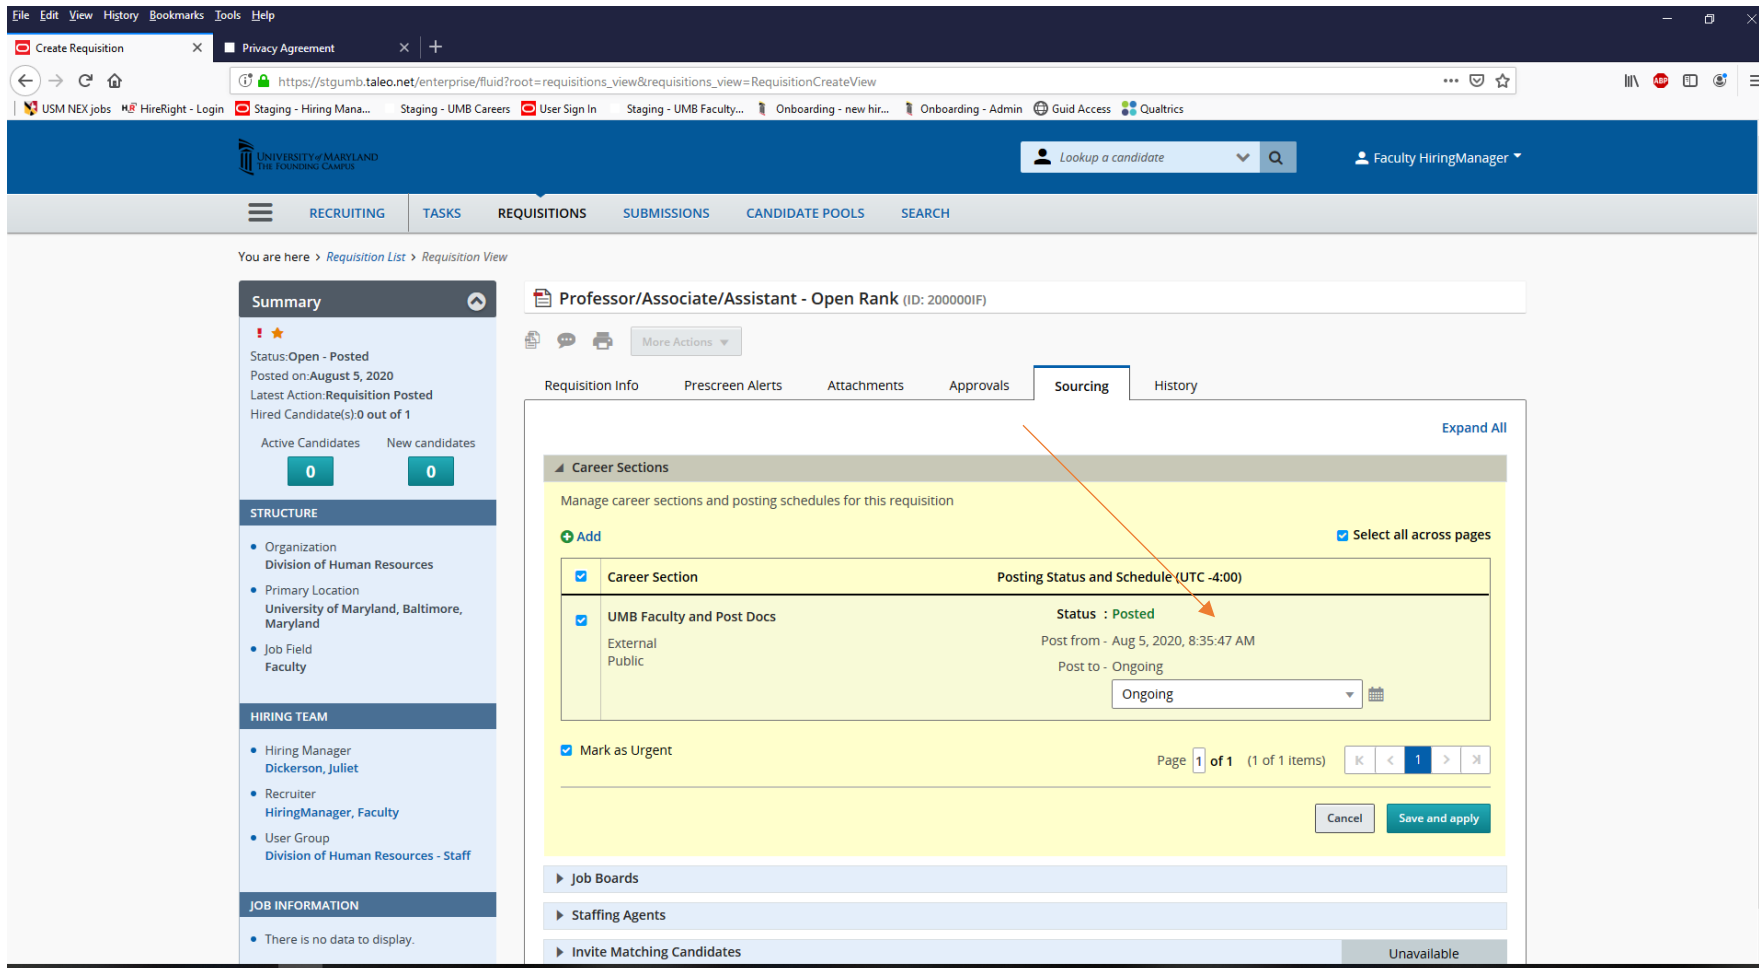 File Edit View History Bookmarks Tools Help
Create Requisition
Privacy Agreement
https://stgumb.taleo.net/enterprise/fluid?root=requisitions_view&requisitions_view=RequisitionCreateView
USM NEX jobs HireRight - Login Staging - Hiring Mana... Staging - UMB Careers User Sign In Staging - UMB Faculty... Onboarding - new hir... Onboarding - Admin Guid Access Qualtrics
UNIVERSITY of MARYLAND
THE FOUNDING CAMPUS
Lookup a candidate
Faculty HiringManager
RECRUITING TASKS REQUISITIONS SUBMISSIONS CANDIDATE POOLS SEARCH
You are here > Requisition List > Requisition View
Summary
Status:Open - Posted
Posted on:August 5, 2020
Latest Action:Requisition Posted
Hired Candidate(s):0 out of 1
Active Candidates New candidates
0 0
STRUCTURE
Organization
Division of Human Resources
Primary Location
University of Maryland, Baltimore,
Maryland
Job Field
Faculty
HIRING TEAM
Hiring Manager
Dickerson, Juliet
Recruiter
HiringManager, Faculty
User Group
Division of Human Resources - Staff
JOB INFORMATION
There is no data to display.
Professor/Associate/Assistant - Open Rank (ID: 200000IF)
More Actions
Requisition Info Prescreen Alerts Attachments Approvals Sourcing History
Expand All
Career Sections
Manage career sections and posting schedules for this requisition
Add
Select all across pages
Career Section Posting Status and Schedule (UTC -4:00)
UMB Faculty and Post Docs
External
Public
Status : Posted
Post from - Aug 5, 2020, 8:35:47 AM
Post to - Ongoing
Ongoing
Mark as Urgent
Page 1 of 1 (1 of 1 items) K < 1 > X
Cancel Save and apply
Job Boards
Staffing Agents
Invite Matching Candidates Unavailable